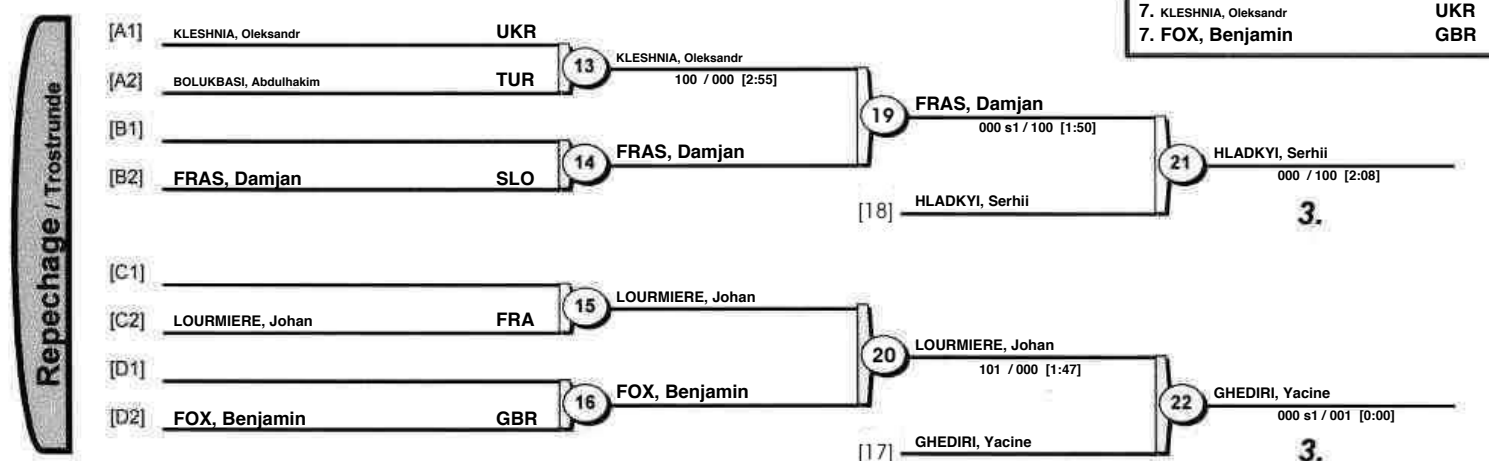 7. KLESHNIA, Oleksandr UKR
7. FOX, Benjamin GBR
Repechage / Trostrunde
[A1] KLESHNIA, Oleksandr UKR
13 KLESHNIA, Oleksandr
100 / 000 [2:55]
[A2] BOLUKBASI, Abdulhakim TUR
19 FRAS, Damjan
000 s1 / 100 [1:50]
[B1]
14 FRAS, Damjan
21 HLADKYI, Serhii
000 / 100 [2:08]
[B2] FRAS, Damjan SLO
[18] HLADKYI, Serhii
3.
[C1]
15 LOURMIERE, Johan
[C2] LOURMIERE, Johan FRA
20 LOURMIERE, Johan
101 / 000 [1:47]
[D1]
16 FOX, Benjamin
22 GHEDIRI, Yacine
000 s1 / 001 [0:00]
[D2] FOX, Benjamin GBR
[17] GHEDIRI, Yacine
3.